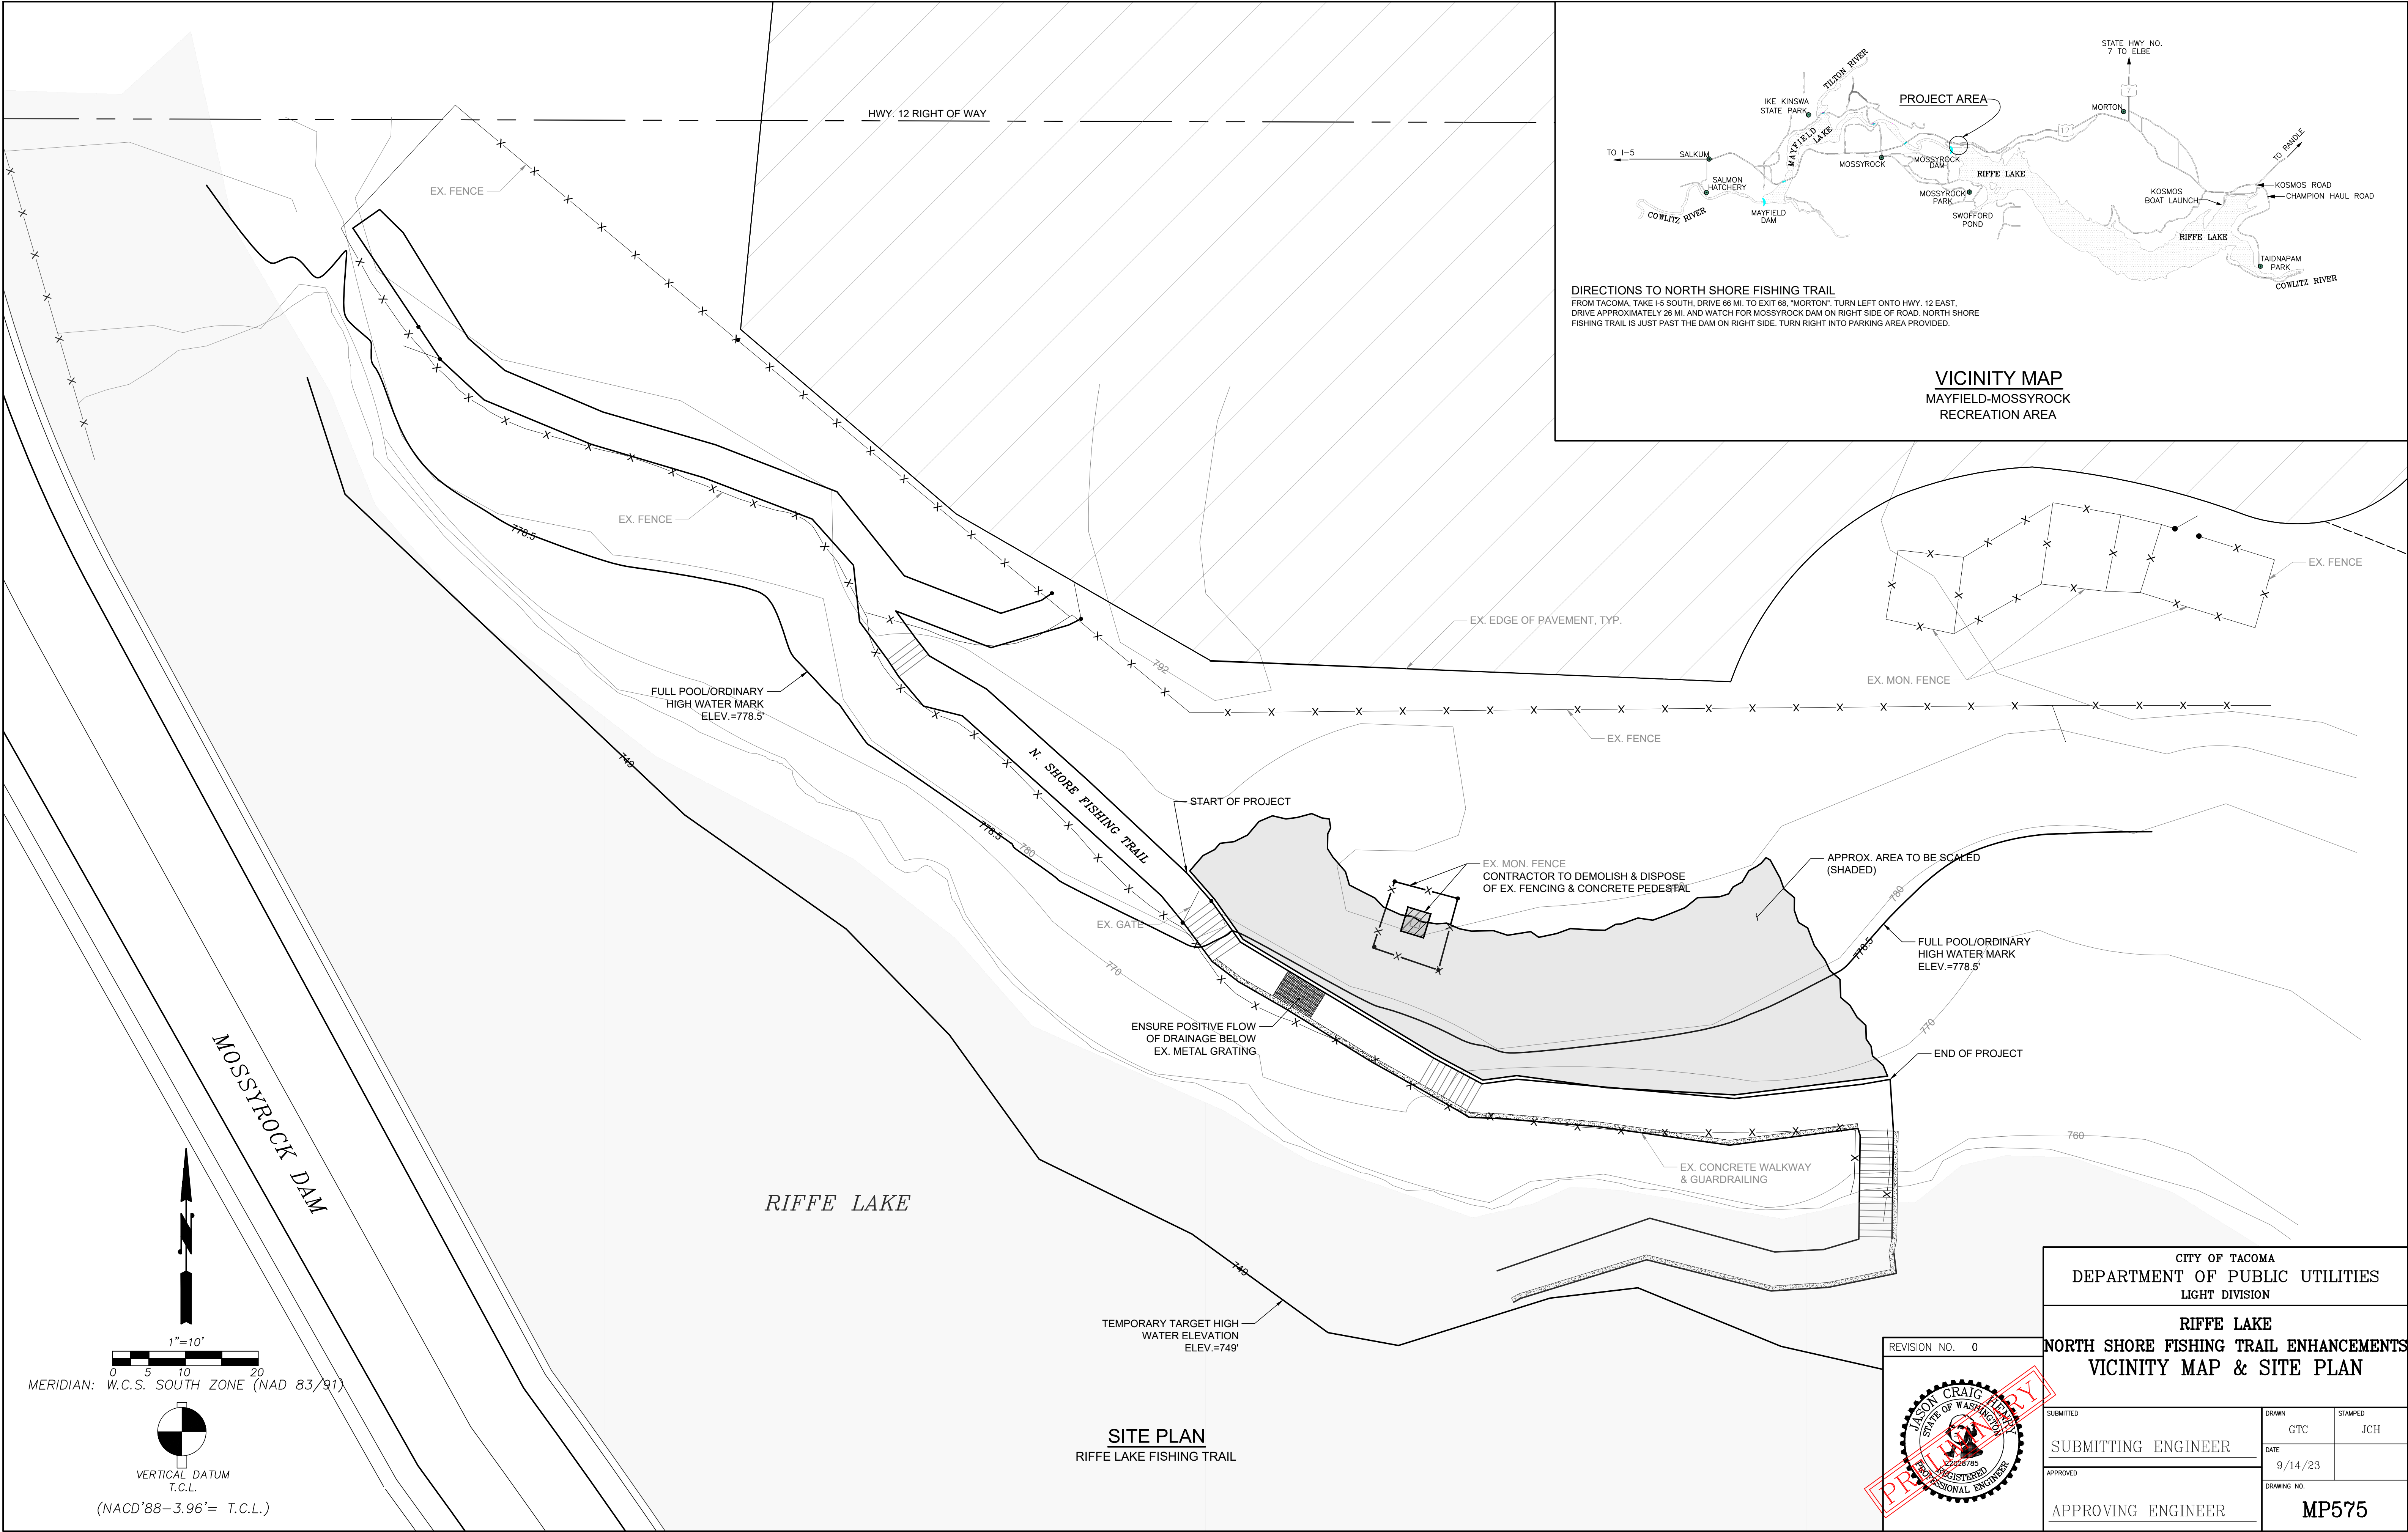 HWY. 12 RIGHT OF WAY
EX. FENCE
EX. FENCE
778.5
FULL POOL/ORDINARY
HIGH WATER MARK
ELEV.=778.5'
749
792
N. SHORE FISHING TRAIL
778.5
780
START OF PROJECT
EX. EDGE OF PAVEMENT, TYP.
EX. FENCE
EX. MON. FENCE
EX. FENCE
EX. MON. FENCE
CONTRACTOR TO DEMOLISH & DISPOSE
OF EX. FENCING & CONCRETE PEDESTAL
APPROX. AREA TO BE SCALED
(SHADED)
780
778.5
FULL POOL/ORDINARY
HIGH WATER MARK
ELEV.=778.5'
EX. GATE
770
770
ENSURE POSITIVE FLOW
OF DRAINAGE BELOW
EX. METAL GRATING
END OF PROJECT
760
EX. CONCRETE WALKWAY
& GUARDRAILING
MOSSYROCK DAM
RIFFE LAKE
749
TEMPORARY TARGET HIGH
WATER ELEVATION
ELEV.=749'
N
1"=10'
0 5 10 20
MERIDIAN: W.C.S. SOUTH ZONE (NAD 83/91)
VERTICAL DATUM
T.C.L.
(NACD'88-3.96'= T.C.L.)
SITE PLAN
RIFFE LAKE FISHING TRAIL
STATE HWY NO.
7 TO ELBE
7
TILTON RIVER
IKE KINSWA
STATE PARK
PROJECT AREA
MORTON
12
MAYFIELD
LAKE
TO I-5
SALKUM
MOSSYROCK
MOSSYROCK
DAM
RIFFE LAKE
TO RANDLE
SALMON
HATCHERY
MOSSYROCK
PARK
KOSMOS
BOAT LAUNCH
KOSMOS ROAD
CHAMPION HAUL ROAD
COWLITZ RIVER
MAYFIELD
DAM
SWOFFORD
POND
RIFFE LAKE
TAIDNAPAM
PARK
COWLITZ RIVER
DIRECTIONS TO NORTH SHORE FISHING TRAIL
FROM TACOMA, TAKE I-5 SOUTH, DRIVE 66 MI. TO EXIT 68, "MORTON". TURN LEFT ONTO HWY. 12 EAST,
DRIVE APPROXIMATELY 26 MI. AND WATCH FOR MOSSYROCK DAM ON RIGHT SIDE OF ROAD. NORTH SHORE
FISHING TRAIL IS JUST PAST THE DAM ON RIGHT SIDE. TURN RIGHT INTO PARKING AREA PROVIDED.
VICINITY MAP
MAYFIELD-MOSSYROCK
RECREATION AREA
CITY OF TACOMA
DEPARTMENT OF PUBLIC UTILITIES
LIGHT DIVISION
RIFFE LAKE
NORTH SHORE FISHING TRAIL ENHANCEMENTS
VICINITY MAP & SITE PLAN
REVISION NO. 0
JASON CRAIG HENRY
STATE OF WASHINGTON
22028785
REGISTERED
PROFESSIONAL ENGINEER
PRELIMINARY
SUBMITTED
SUBMITTING ENGINEER
APPROVED
APPROVING ENGINEER
DRAWN
GTC
STAMPED
JCH
DATE
9/14/23
DRAWING NO.
MP575